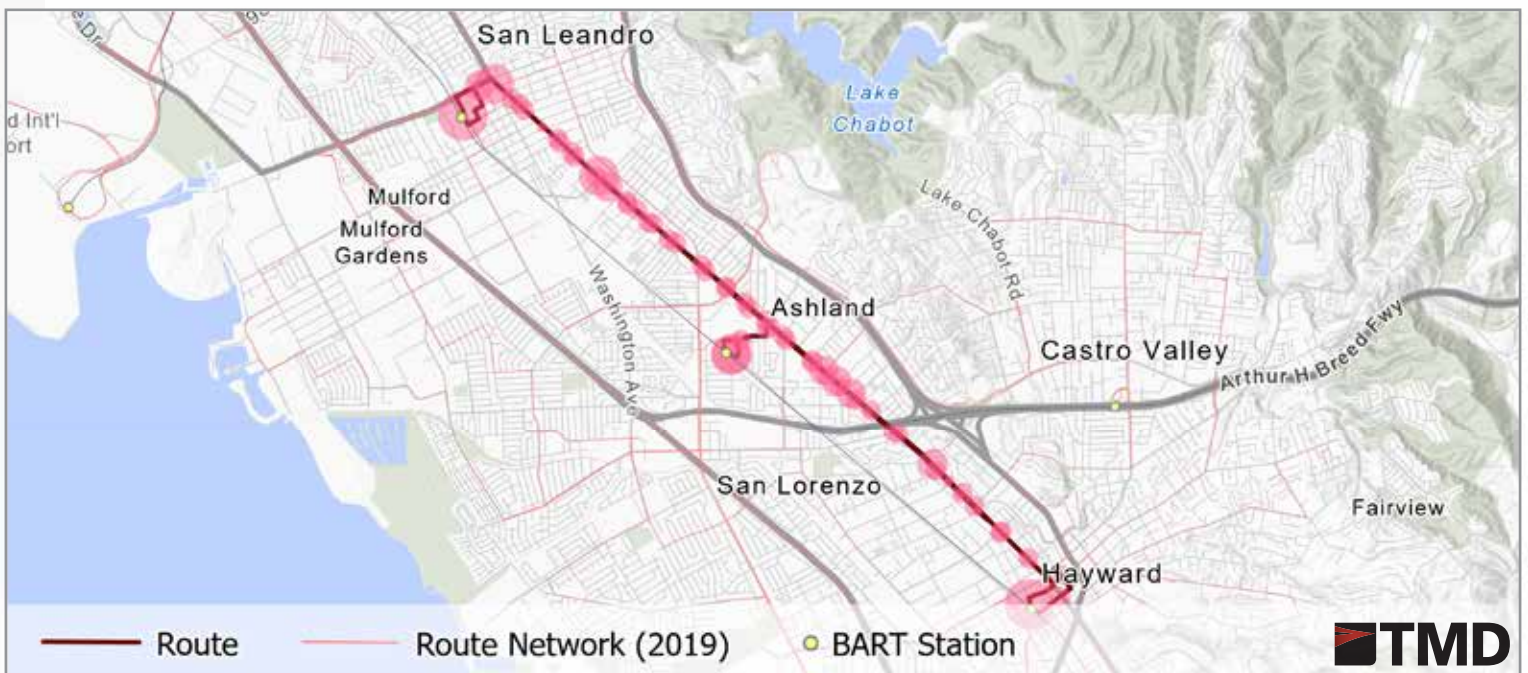 San Leandro
Lake
Chabot
d Int'l
ort
Mulford
Mulford
Gardens
Lake Chabot Rd
Washington Ave
Ashland
Castro Valley
Arthur H Breed Fwy
San Lorenzo
Fairview
Hayward
Route
Route Network (2019)
BART Station
TMD